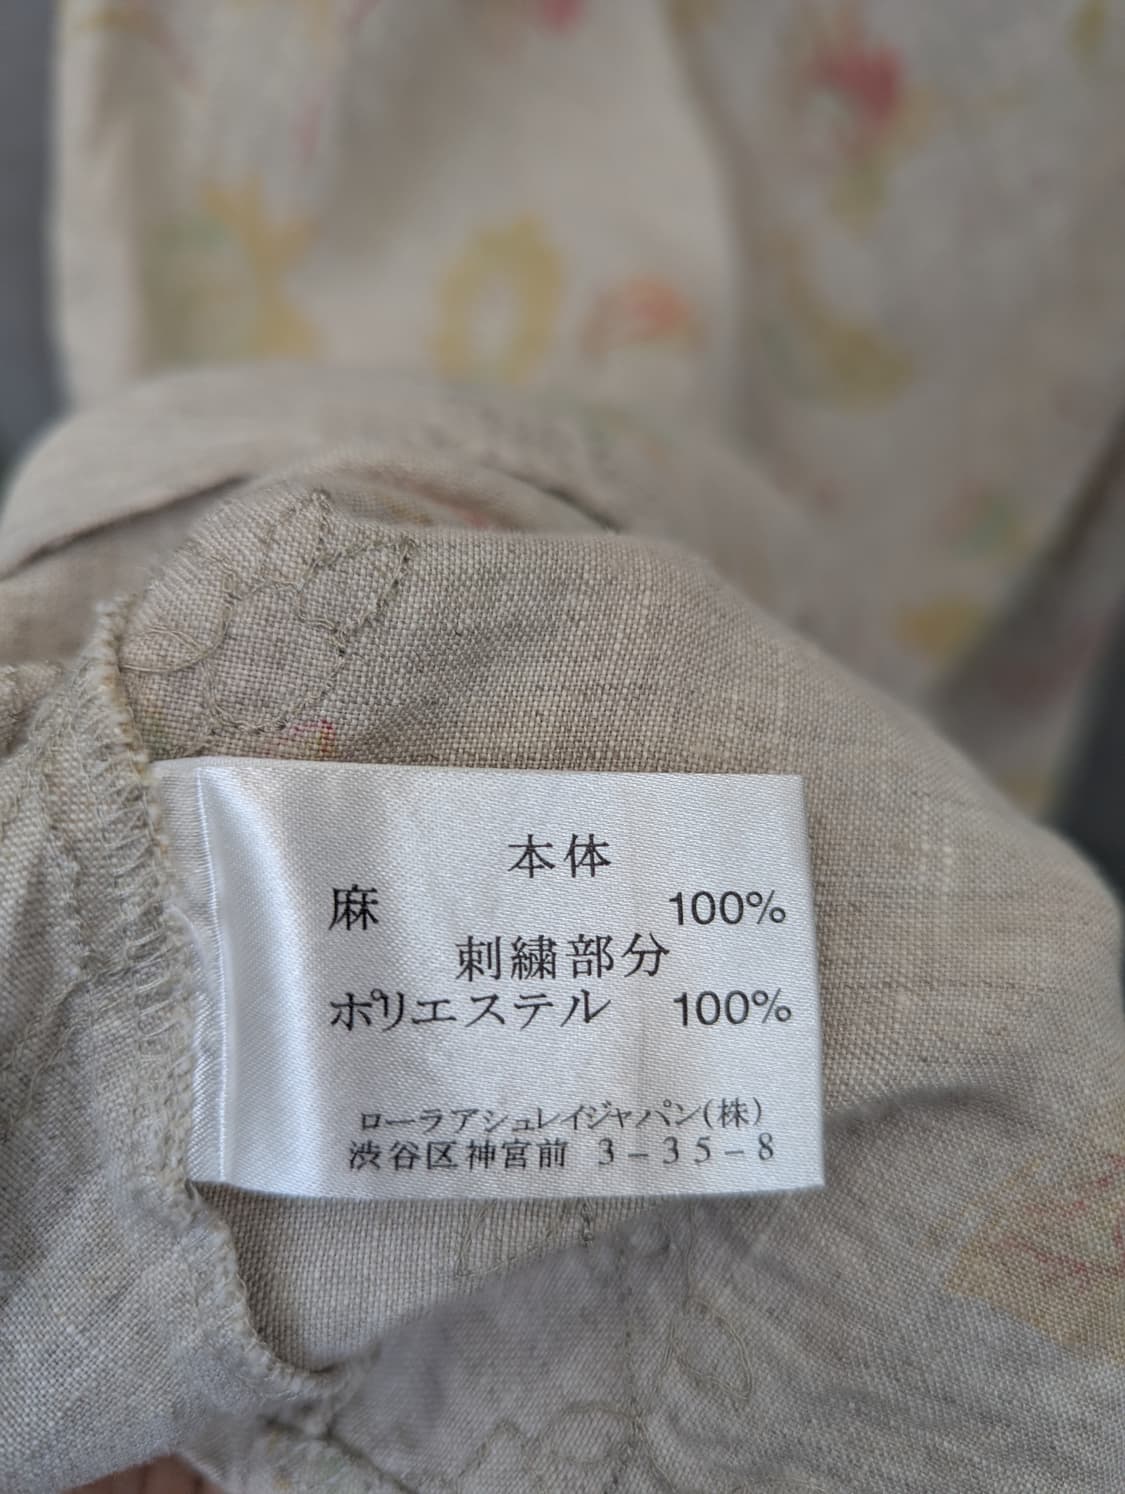 本体
麻 100%
刺繍部分
ポリエステル 100%
ローラアシュレイジャパン(株)
渋谷区神宮前 3-35-8